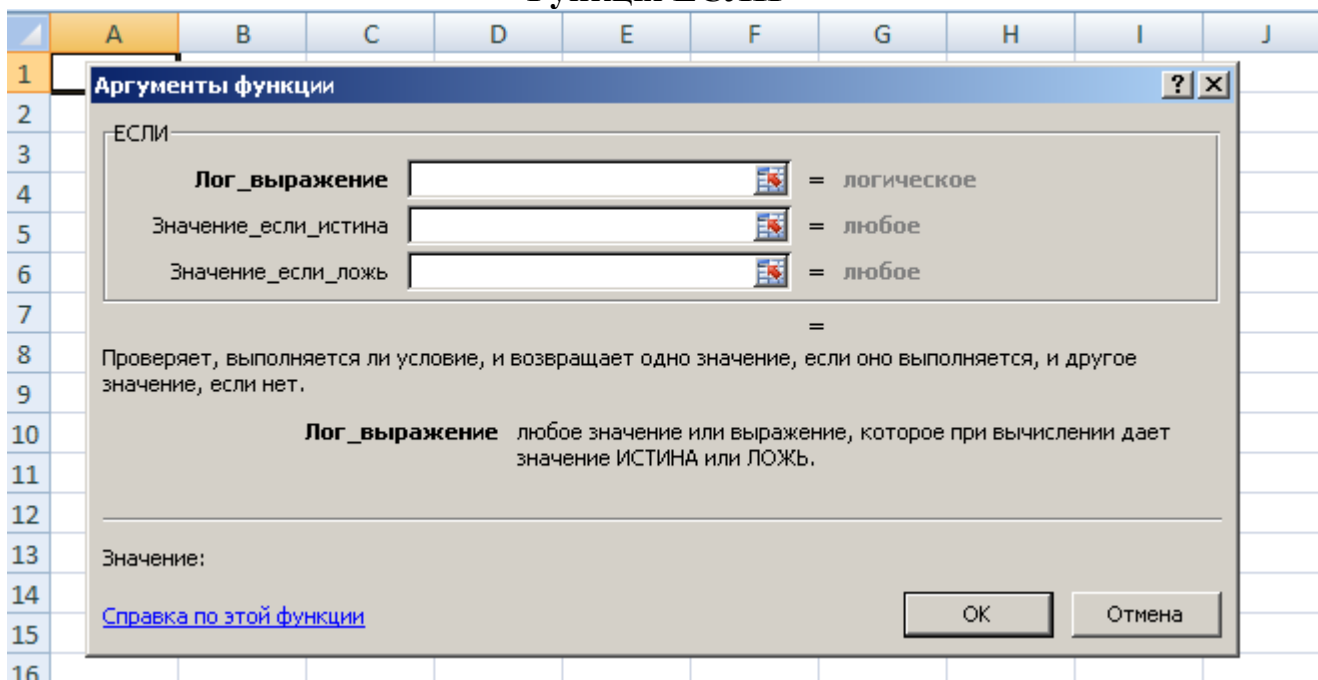 A B C D E F G H I J
1
Аргументы функции ? X
2
ЕСЛИ
3
Лог_выражение = логическое
4
Значение_если_истина = любое
5
Значение_если_ложь = любое
6
7
=
8
Проверяет, выполняется ли условие, и возвращает одно значение, если оно выполняется, и другое
значение, если нет.
9
10
Лог_выражение любое значение или выражение, которое при вычислении дает
значение ИСТИНА или ЛОЖЬ.
11
12
13
Значение:
14
Справка по этой функции ОК Отмена
15
16